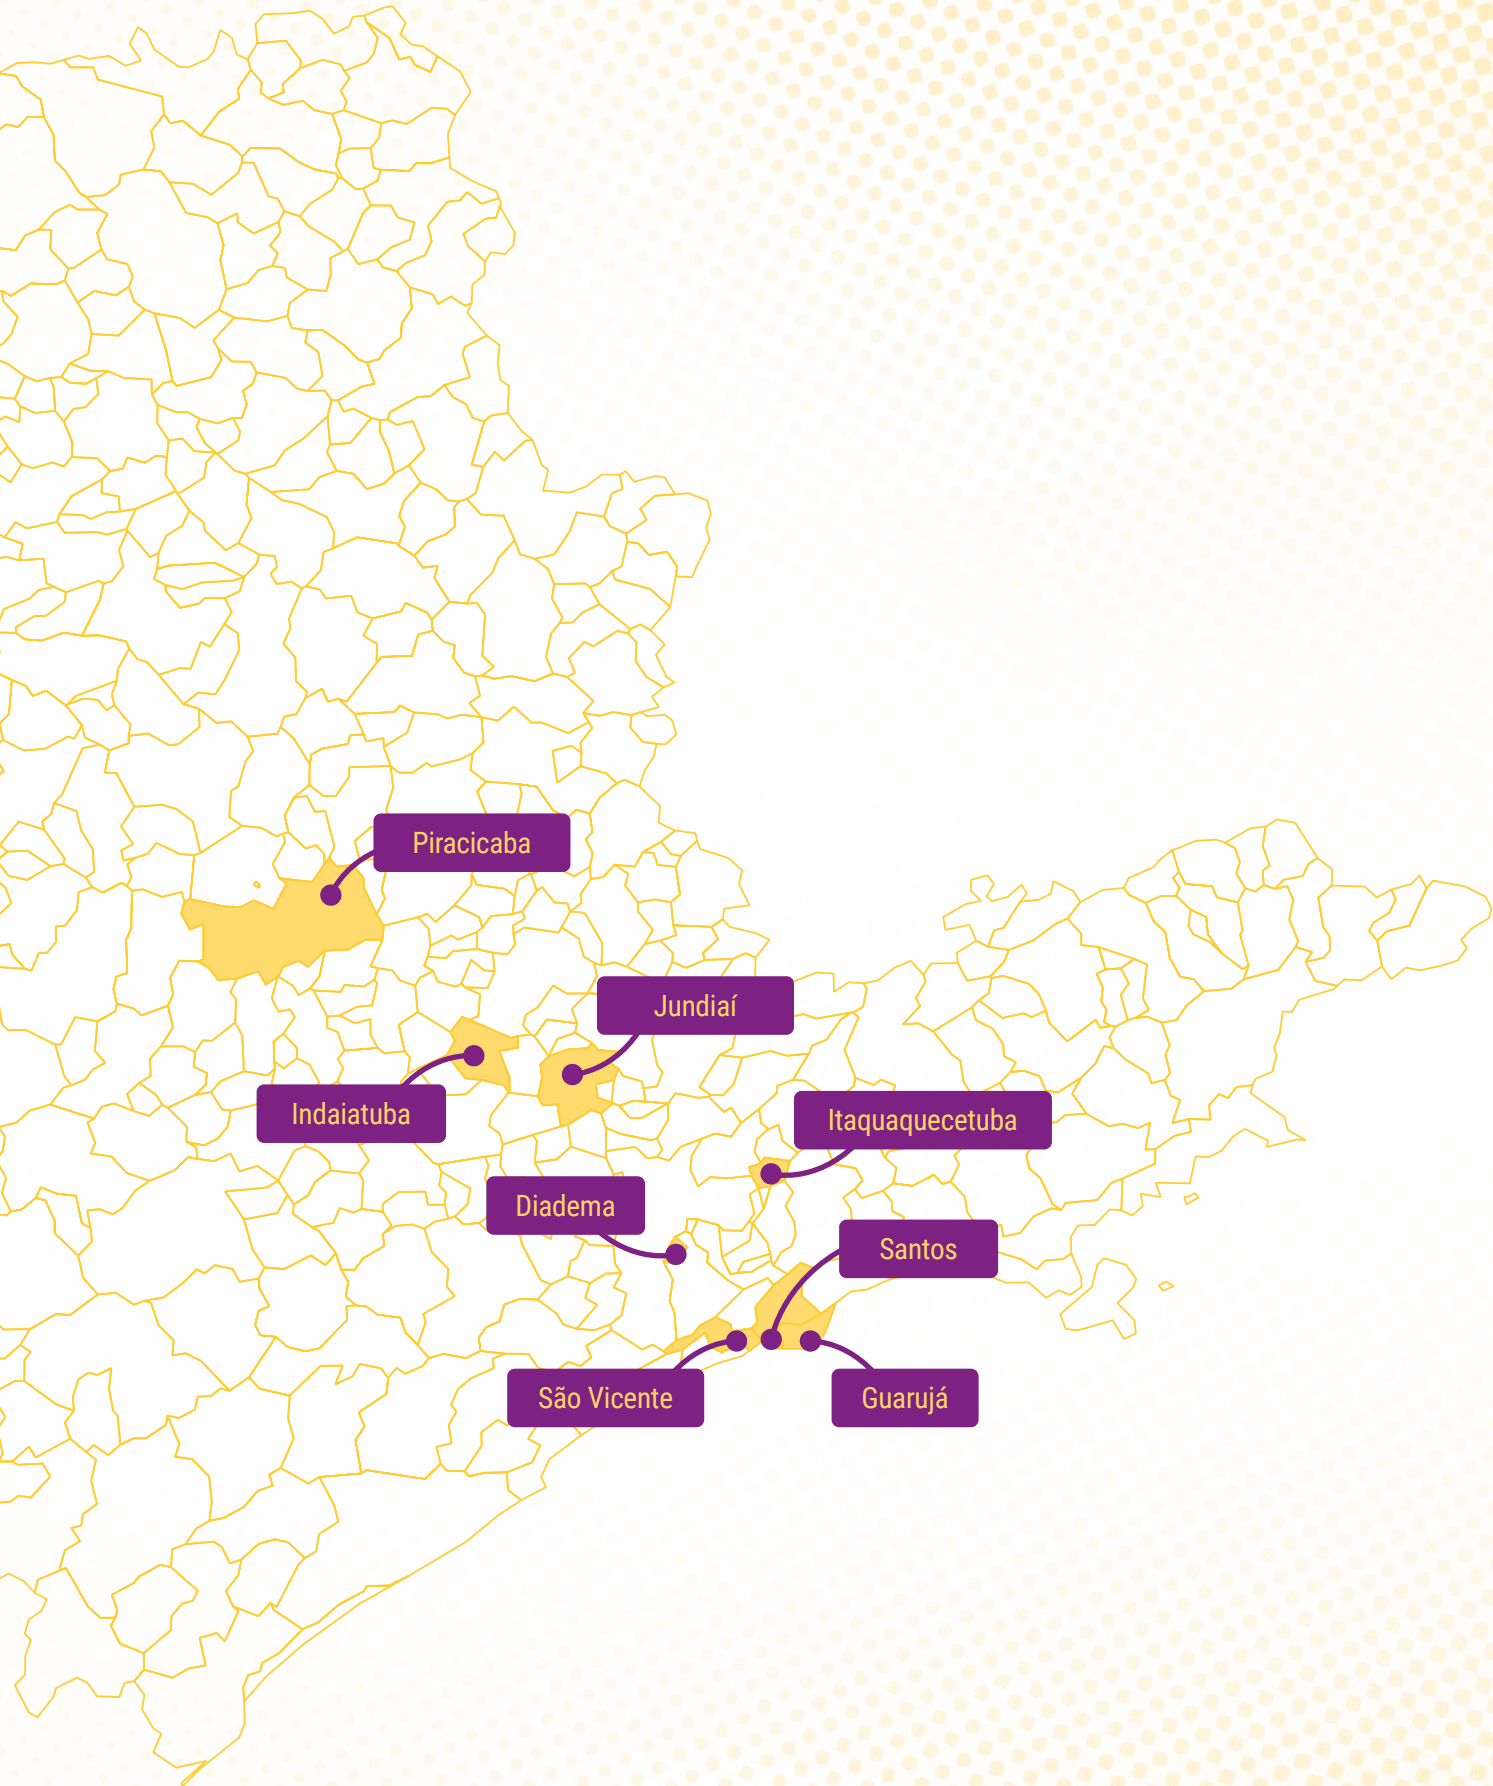 Piracicaba
Jundiaí
Indaiatuba
Itaquaquecetuba
Diadema
Santos
São Vicente
Guarujá